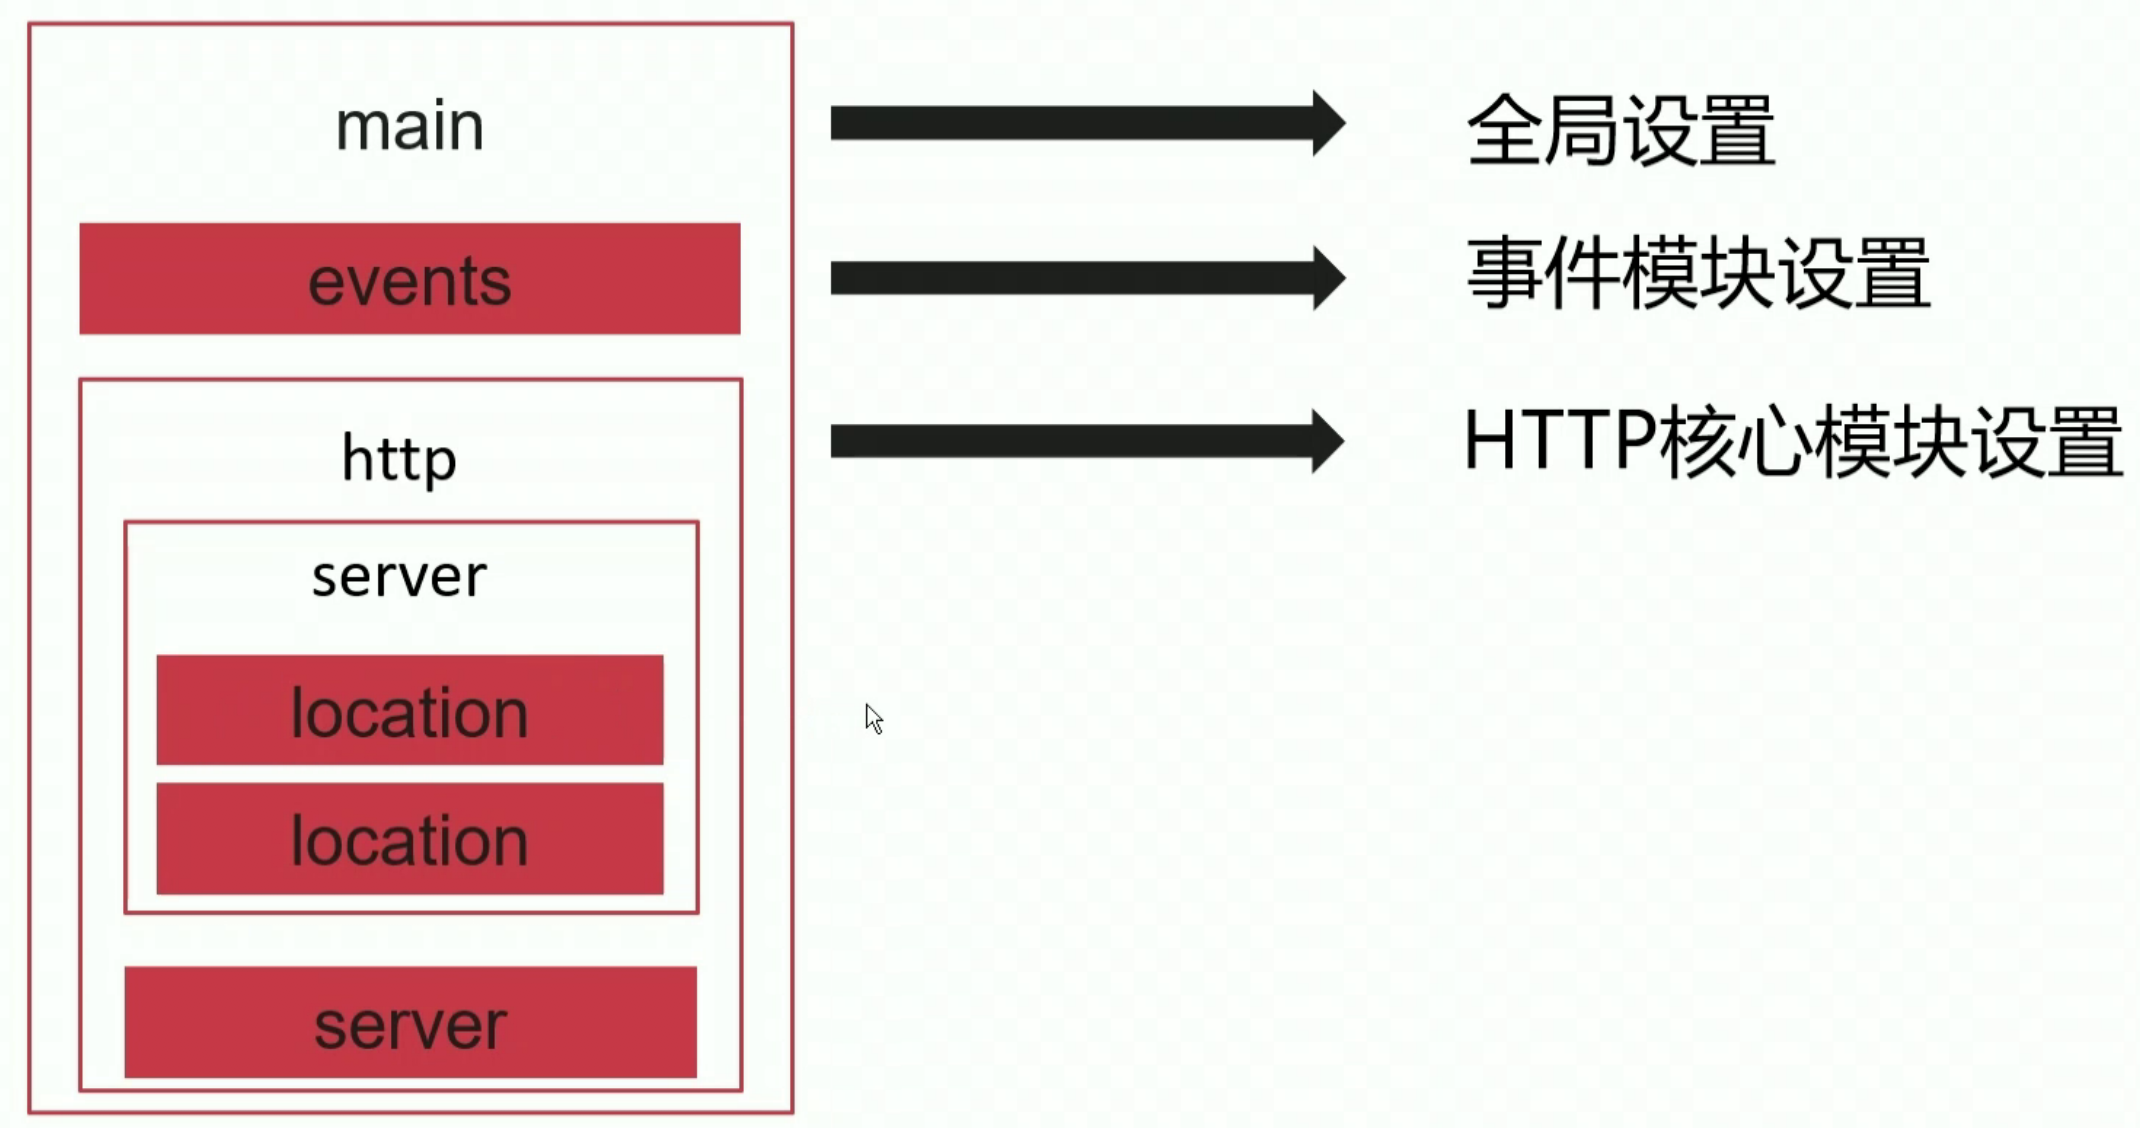 main
全局设置
events
事件模块设置
http
HTTP核心模块设置
server
location
location
server